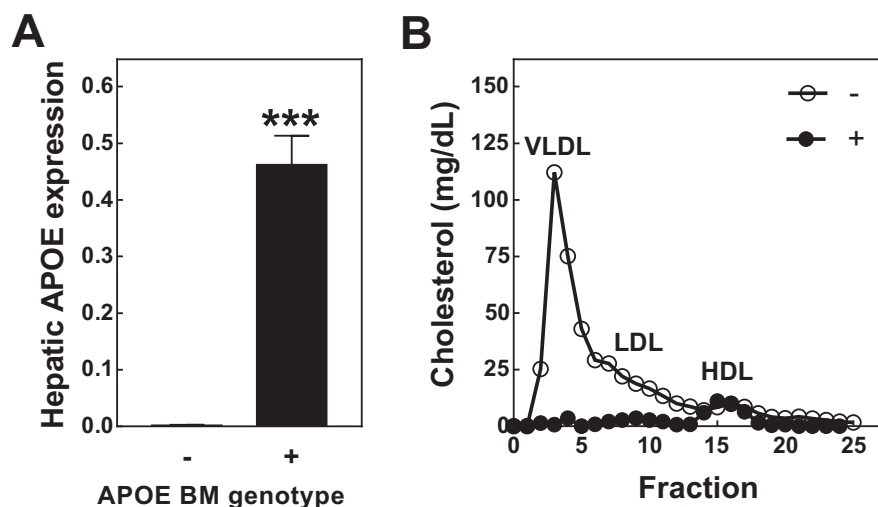 A
Hepatic APOE expression
0.6
0.5
0.4
0.3
0.2
0.1
0.0
***
- +
APOE BM genotype
B
Cholesterol (mg/dL)
150
125
100
75
50
25
0
-
+
VLDL
LDL
HDL
0 5 10 15 20 25
Fraction